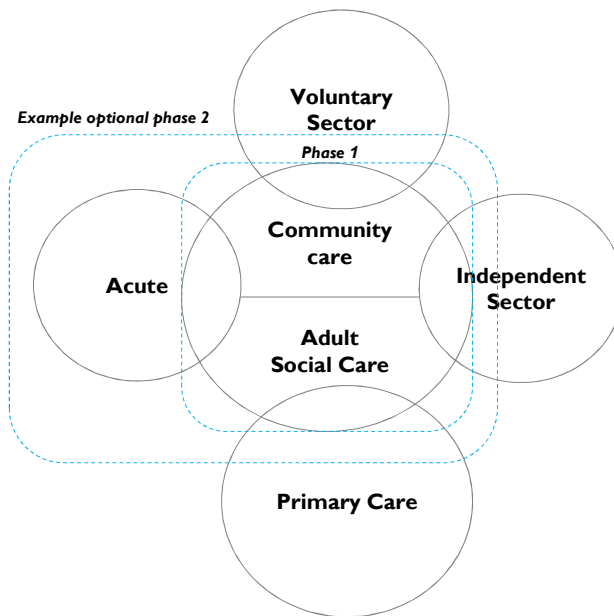 Voluntary
Sector
Example optional phase 2
Phase 1
Community
care
Acute
Independent
Sector
Adult
Social Care
Primary Care